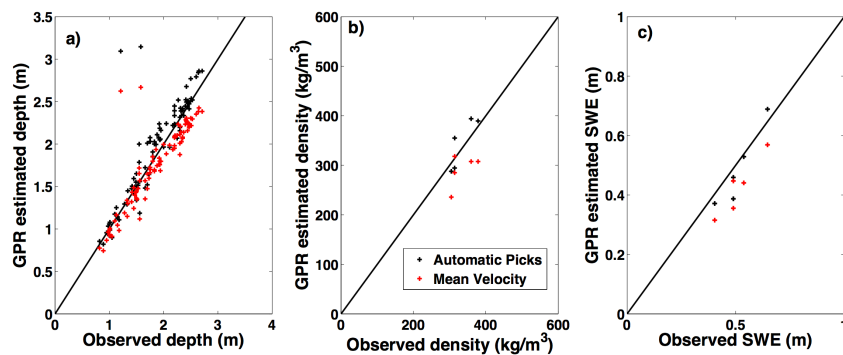 a)
GPR estimated depth (m)
3.5
3
2.5
2
1.5
1
0.5
0
0 1 2 3 4
Observed depth (m)
b)
GPR estimated density (kg/m³)
600
500
400
300
200
100
0
0 200 400 600
Observed density (kg/m³)
Automatic Picks
Mean Velocity
c)
GPR estimated SWE (m)
1
0.8
0.6
0.4
0.2
0
0 0.5 1
Observed SWE (m)